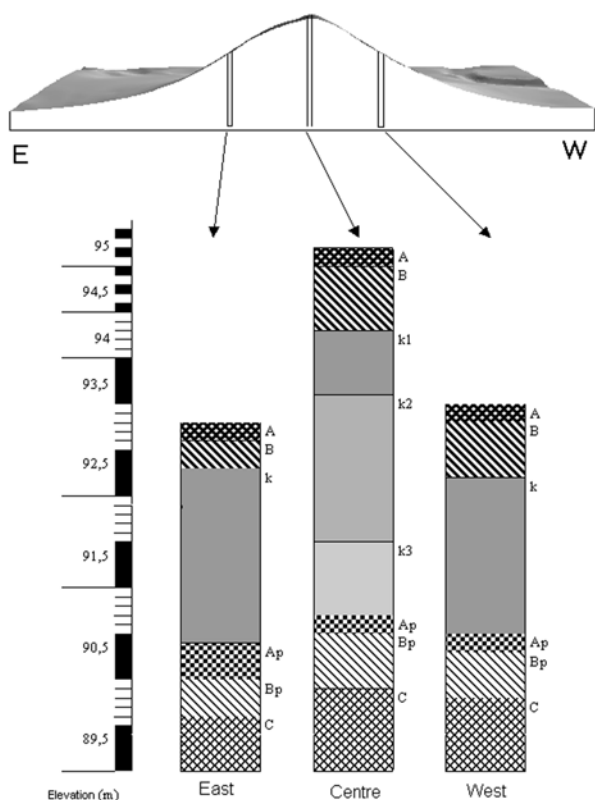 E W
95
94,5
94
93,5
92,5
91,5
90,5
89,5
Elevation (m)
A
B
k
Ap
Bp
C
East
A
B
k1
k2
k3
Ap
Bp
C
Centre
A
B
k
Ap
Bp
C
West